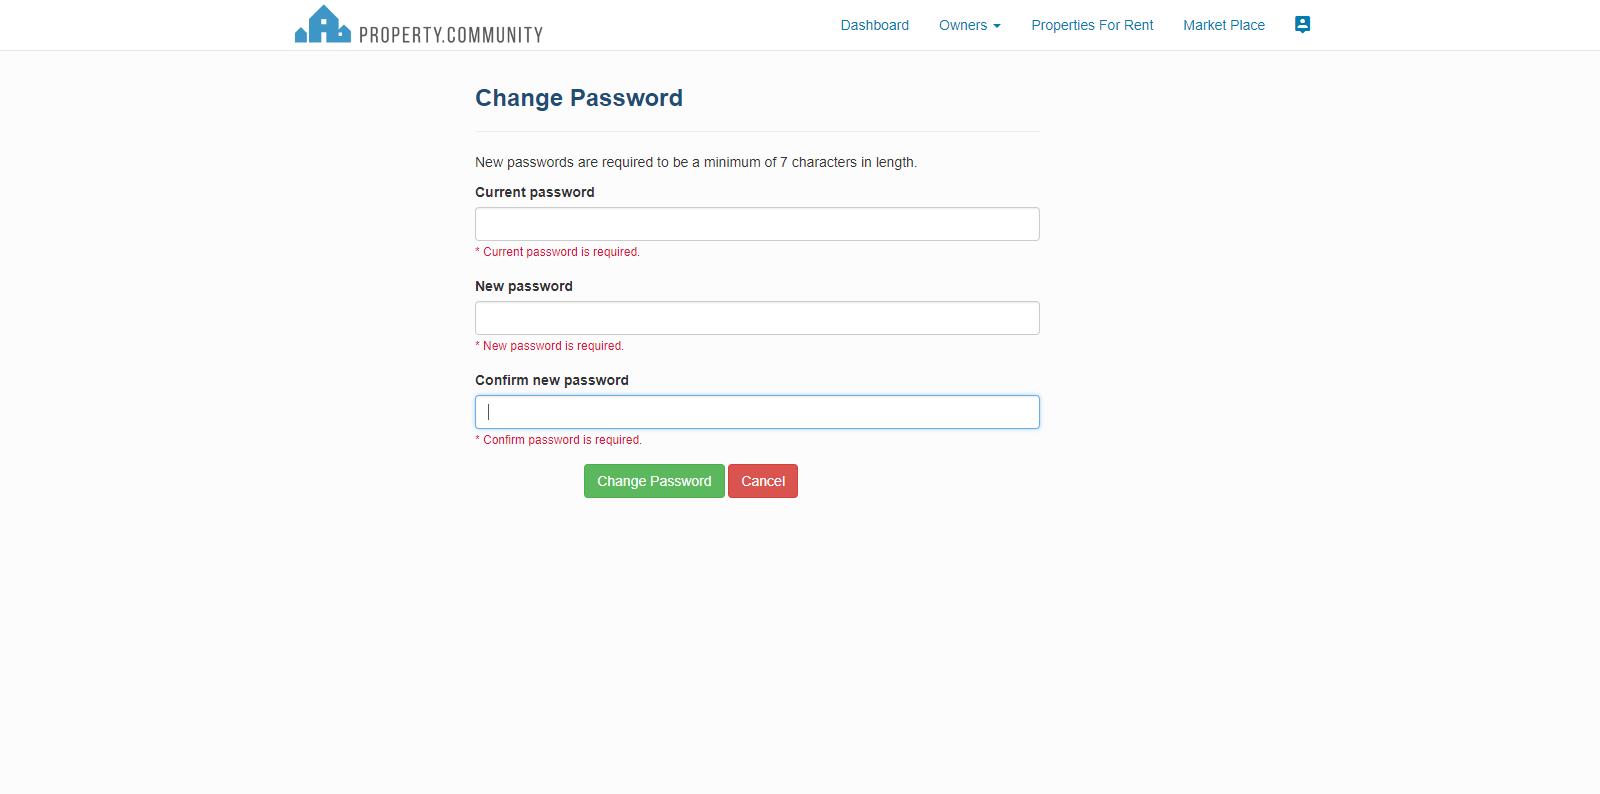 PROPERTY.COMMUNITY
Dashboard Owners Properties For Rent Market Place
Change Password
New passwords are required to be a minimum of 7 characters in length.
Current password
* Current password is required.
New password
* New password is required.
Confirm new password
* Confirm password is required.
Change Password Cancel